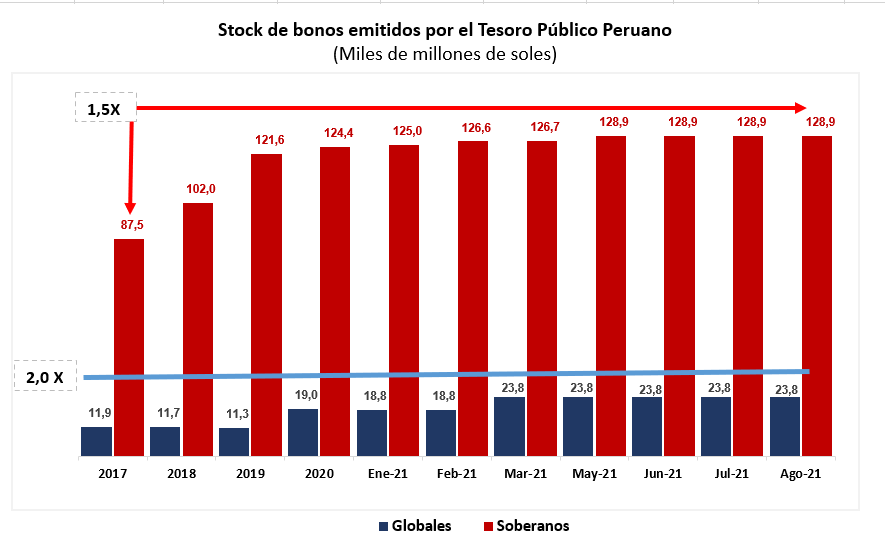 Stock de bonos emitidos por el Tesoro Público Peruano
(Miles de millones de soles)
1,5X
87,5
102,0
121,6
124,4
125,0
126,6
126,7
128,9
128,9
128,9
128,9
2,0 X
11,9
11,7
11,3
19,0
18,8
18,8
23,8
23,8
23,8
23,8
23,8
2017
2018
2019
2020
Ene-21
Feb-21
Mar-21
May-21
Jun-21
Jul-21
Ago-21
Globales
Soberanos